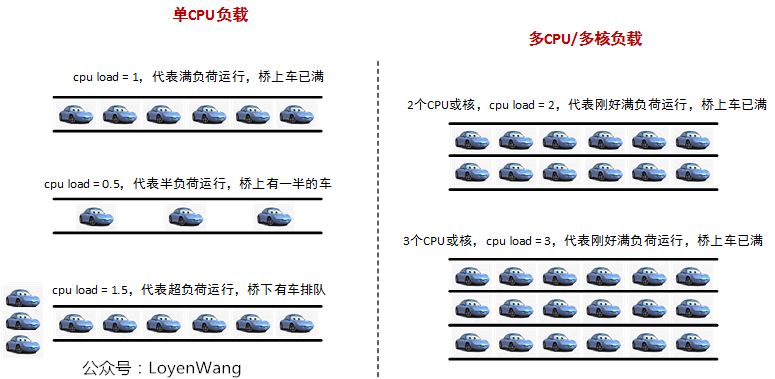 单CPU负载
cpu load = 1，代表满负荷运行，桥上车已满
cpu load = 0.5，代表半负荷运行，桥上有一半的车
cpu load = 1.5，代表超负荷运行，桥下有车排队
公众号：LoyenWang
多CPU/多核负载
2个CPU或核，cpu load = 2，代表刚好满负荷运行，桥上车已满
3个CPU或核，cpu load = 3，代表刚好满负荷运行，桥上车已满